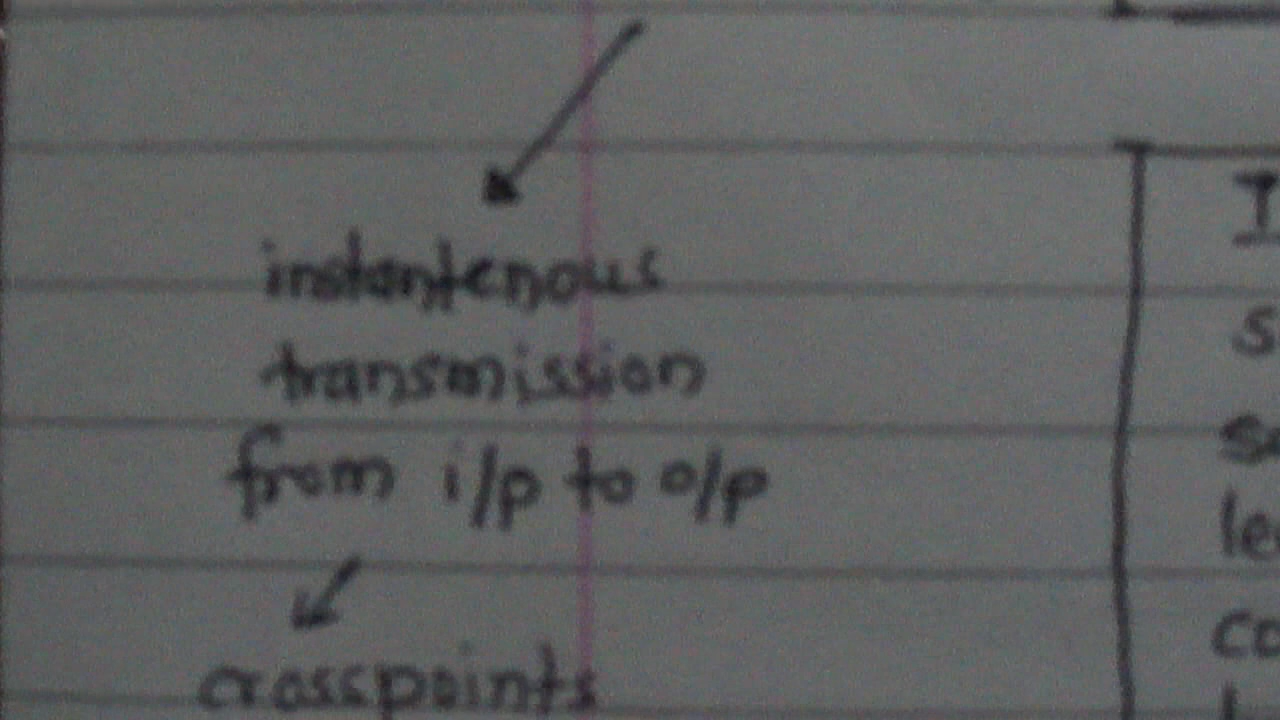 instantenous
transmission
from i/p to o/p
crosspoints